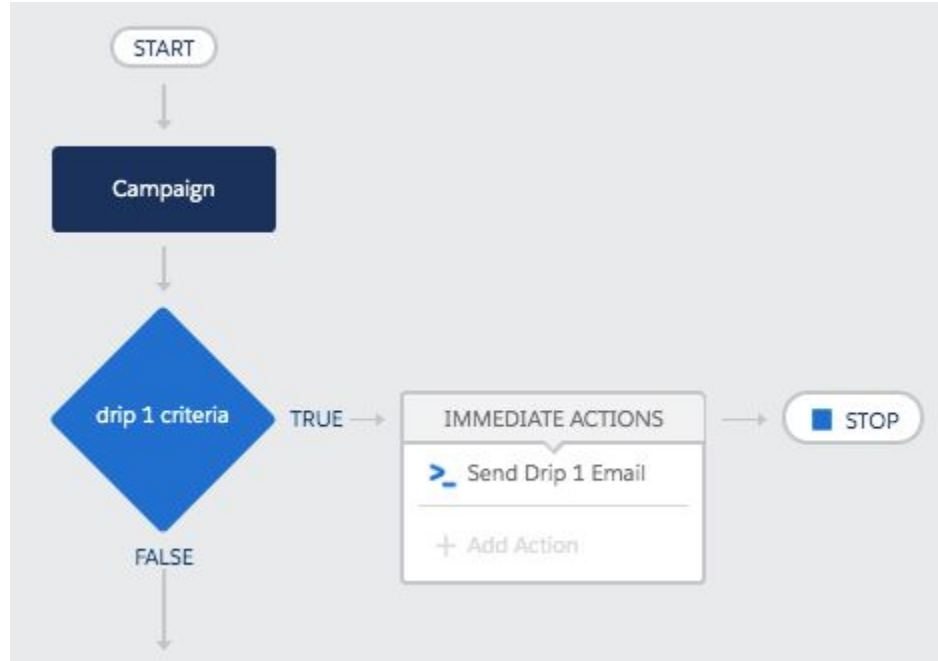 START
Campaign
drip 1 criteria
TRUE
IMMEDIATE ACTIONS
STOP
Send Drip 1 Email
+ Add Action
FALSE